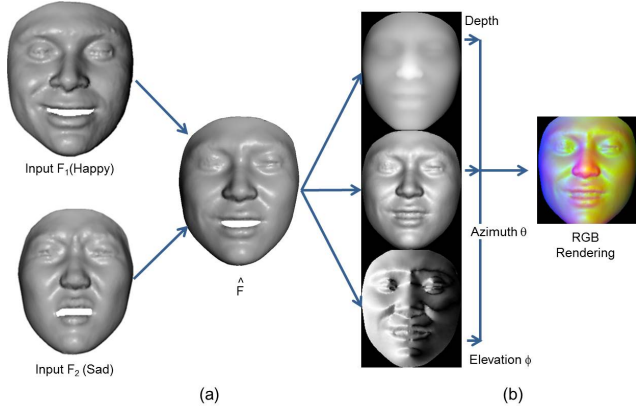 Depth
Input F₁(Happy)
Azimuth θ
RGB
Rendering
^
F
Elevation ϕ
Input F₂ (Sad)
(a)
(b)